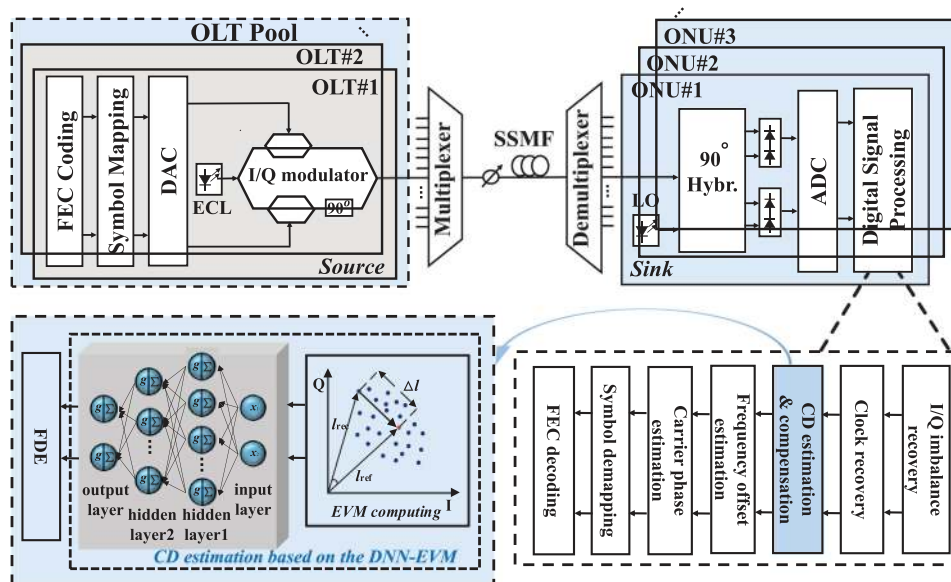 OLT Pool
OLT#2
OLT#1
FEC Coding
Symbol Mapping
DAC
ECL
I/Q modulator
90°
Source
Multiplexer
SSMF
Demultiplexer
ONU#3
ONU#2
ONU#1
LO
90°
Hybr.
ADC
Digital Signal
Processing
Sink
FDE
g Σ
g Σ
g Σ
g Σ
g Σ
g Σ
g Σ
g Σ
g Σ
x
x
output
layer
hidden
layer2
hidden
layer1
input
layer
Q
Δl
l ref
I
EVM computing
CD estimation based on the DNN-EVM
FEC decoding
Symbol demapping
Carrier phase
estimation
Frequency offset
estimation
CD estimation
& compensation
Clock recovery
I/Q imbalance
recovery